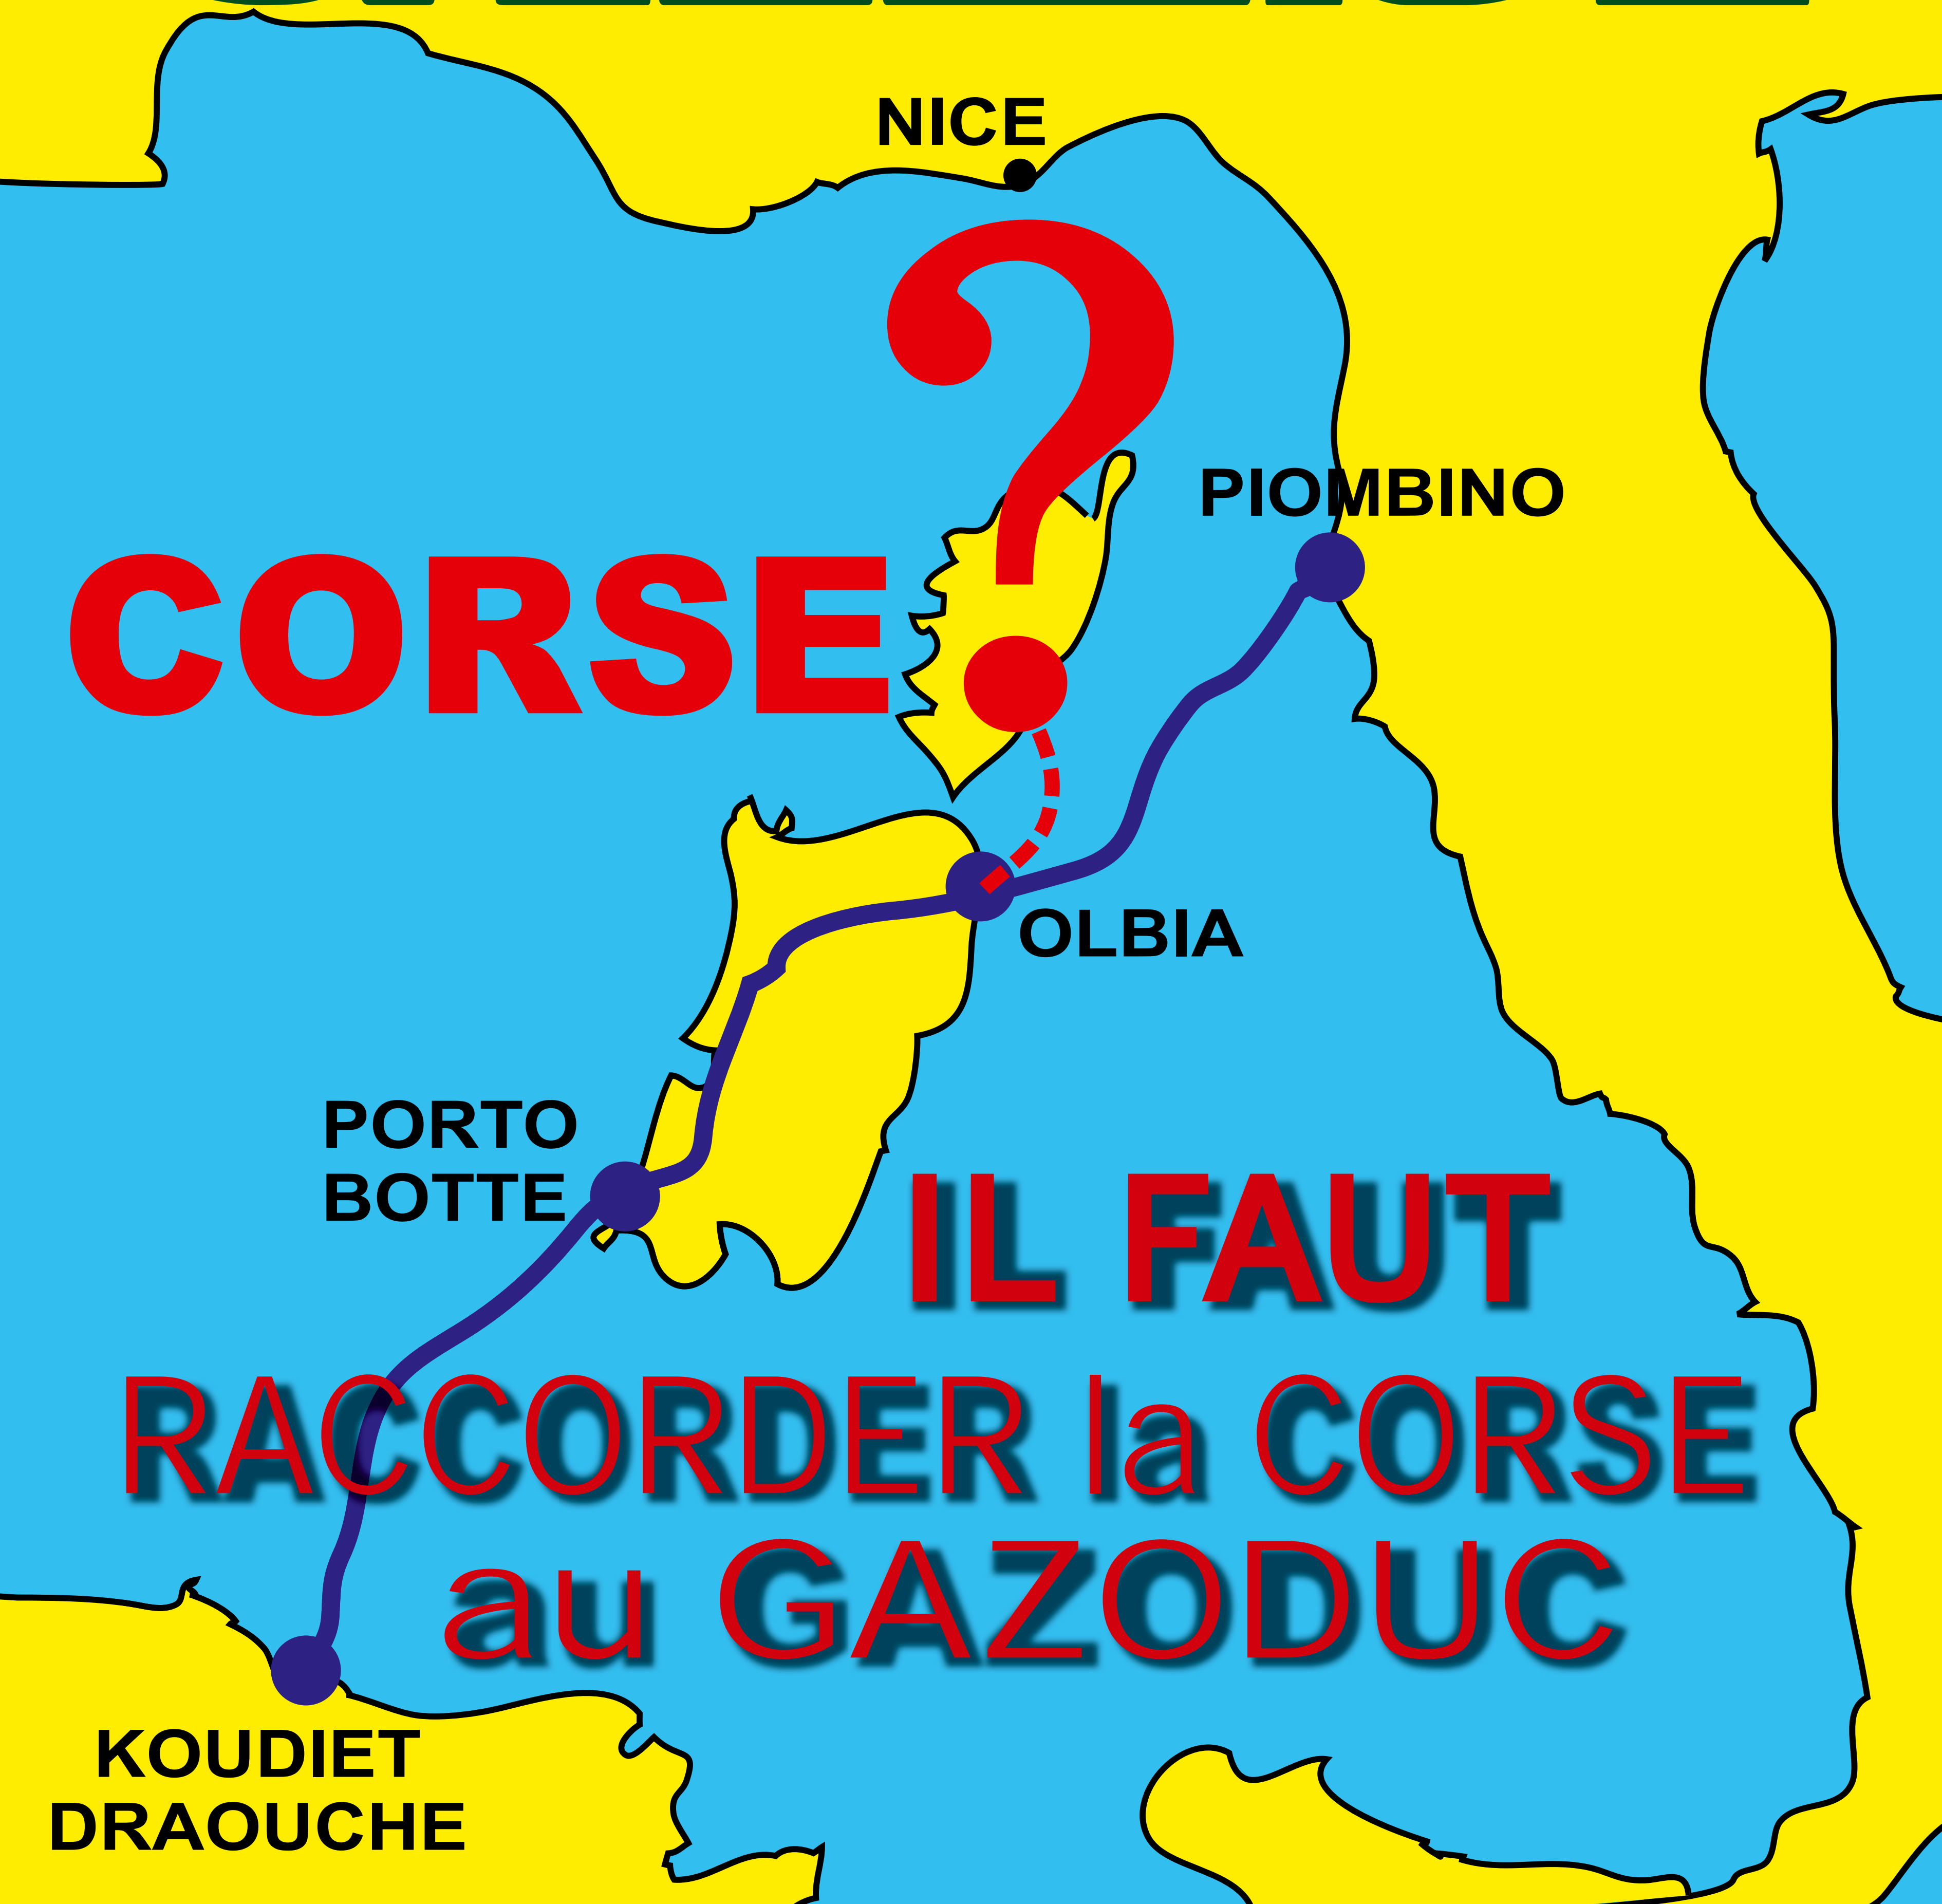 NICE
?
PIOMBINO
CORSE
OLBIA
PORTO
BOTTE
IL FAUT
RACCORDER la CORSE
au GAZODUC
KOUDIET
DRAOUCHE